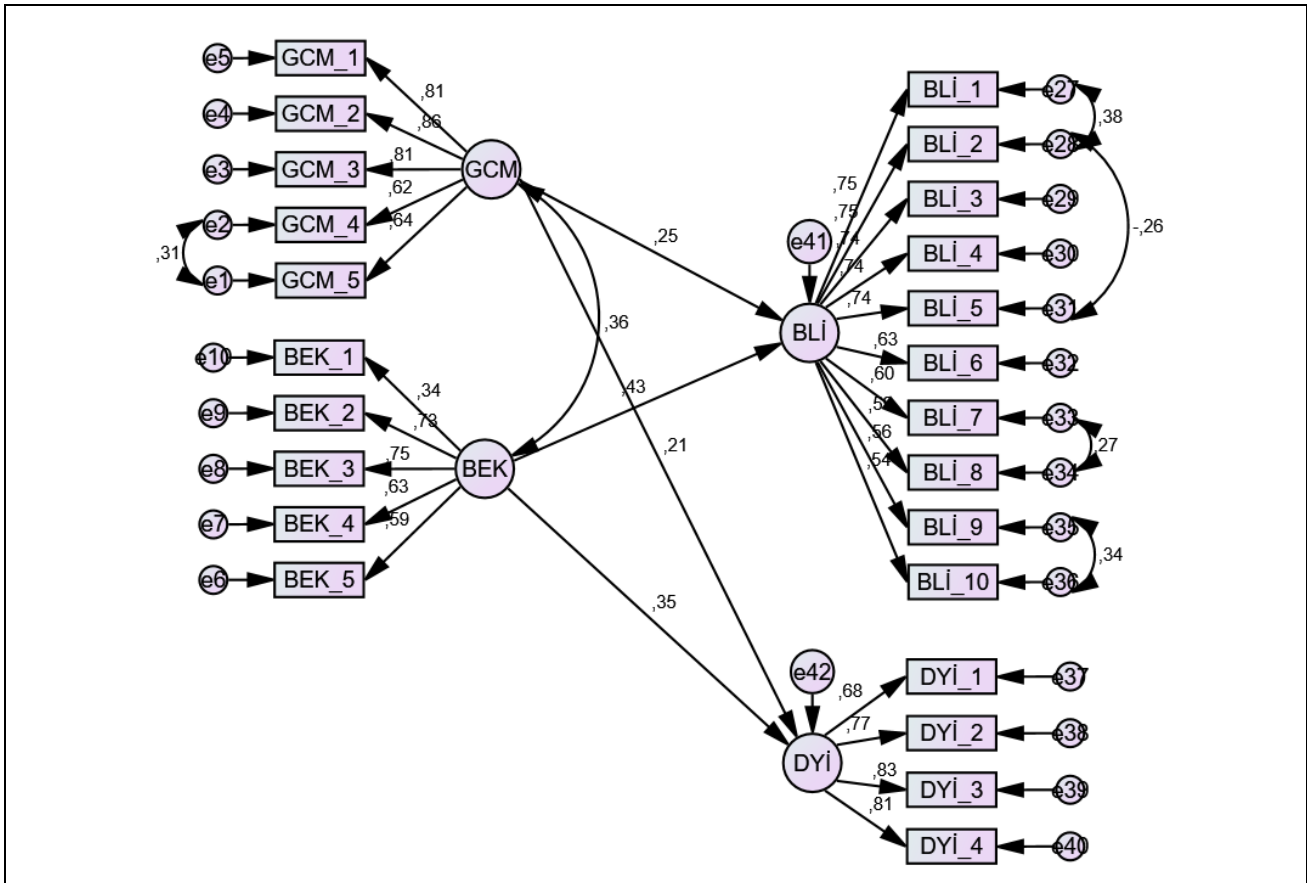 e5 GCM_1
,81
e4 GCM_2
,86
e3 GCM_3
,81
GCM
,62
e2 GCM_4
,64
,31
e1 GCM_5
,25
,36
e10 BEK_1
,34
e9 BEK_2
,73
,43
e8 BEK_3
,75
BEK
,63
,21
e7 BEK_4
,59
e6 BEK_5
,35
BLİ_1 e27
,38
BLİ_2 e28
,75
,75
BLİ_3 e29
-,26
e41
,74
BLİ_4 e30
,74
,74
BLİ_5 e31
BLİ
,63
BLİ_6 e32
,60
BLİ_7 e33
,56
,27
,54
BLİ_8 e34
BLİ_9 e35
,34
BLİ_10 e36
e42
,68
DYİ_1 e37
,77
DYİ_2 e38
DYİ
,83
DYİ_3 e39
,81
DYİ_4 e40